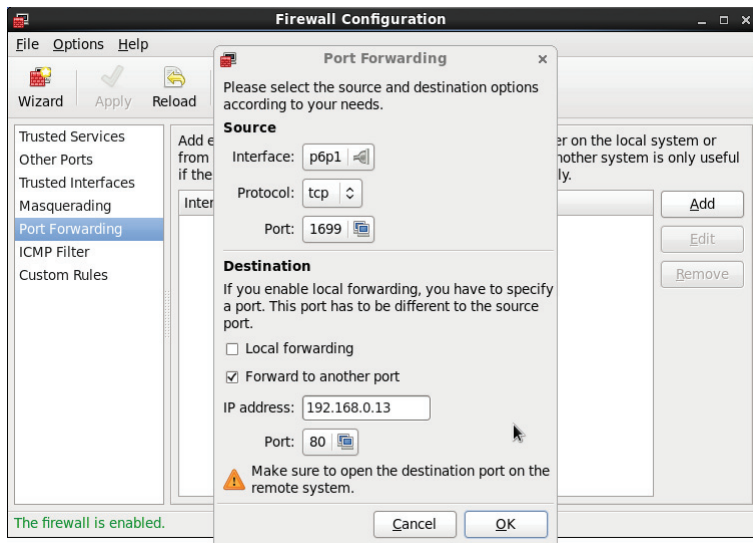 Firewall Configuration
File Options Help
Wizard Apply Reload
Trusted Services
Other Ports
Trusted Interfaces
Masquerading
Port Forwarding
ICMP Filter
Custom Rules
Add
from
if the
er on the local system or
nother system is only useful
ly.
Inter
Add
Edit
Remove
Port Forwarding
Please select the source and destination options
according to your needs.
Source
Interface: p6p1
Protocol: tcp
Port: 1699
Destination
If you enable local forwarding, you have to specify
a port. This port has to be different to the source
port.
Local forwarding
Forward to another port
IP address: 192.168.0.13
Port: 80
Make sure to open the destination port on the
remote system.
Cancel OK
The firewall is enabled.